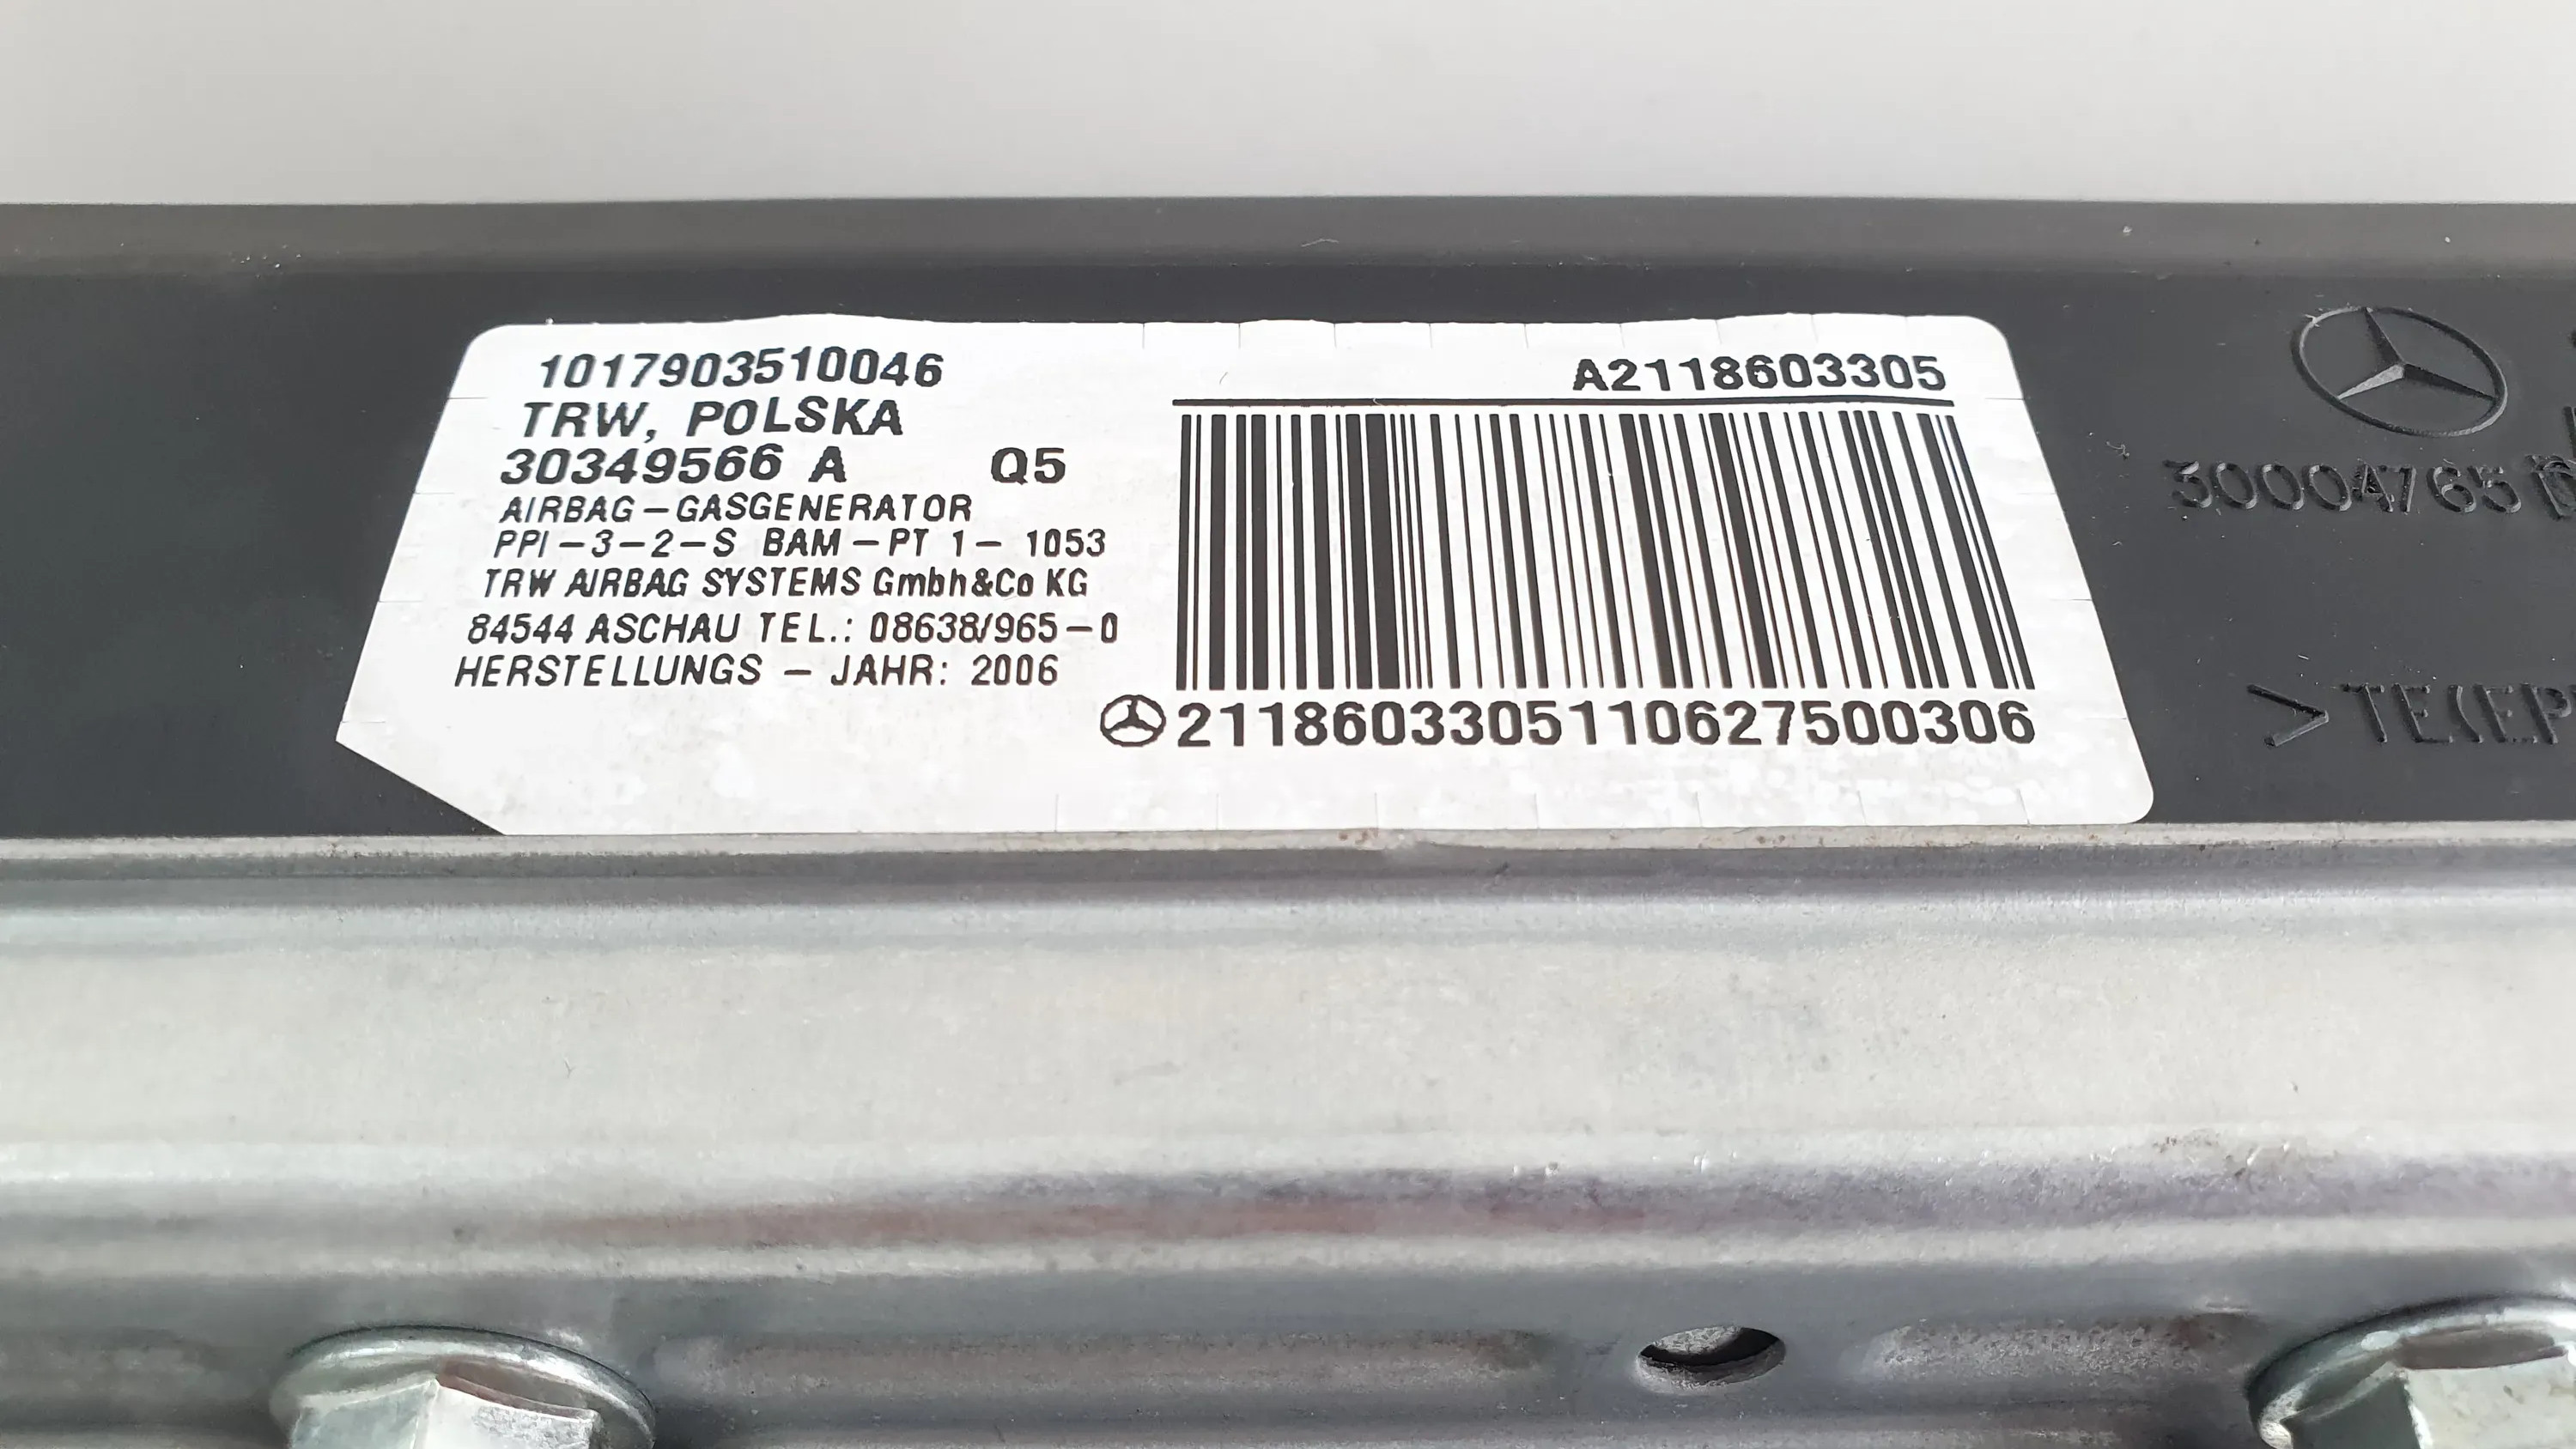 1017903510046
TRW, POLSKA
30349566 A Q5
AIRBAG-GASGENERATOR
PPI-3-2-S BAM-PT 1- 1053
TRW AIRBAG SYSTEMS Gmbh&Co KG
84544 ASCHAU TEL.: 08638/965-0
HERSTELLUNGS - JAHR: 2006
A2118603305
2118603305110627500306